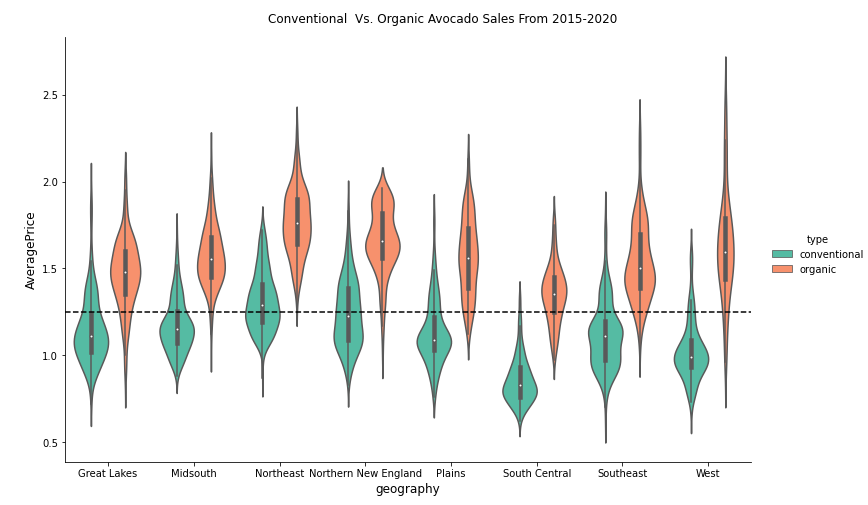 Conventional  Vs. Organic Avocado Sales From 2015-2020
AveragePrice
2.5
2.0
1.5
1.0
0.5
Great Lakes
Midsouth
Northeast
Northern New England
Plains
South Central
Southeast
West
geography
type
conventional
organic